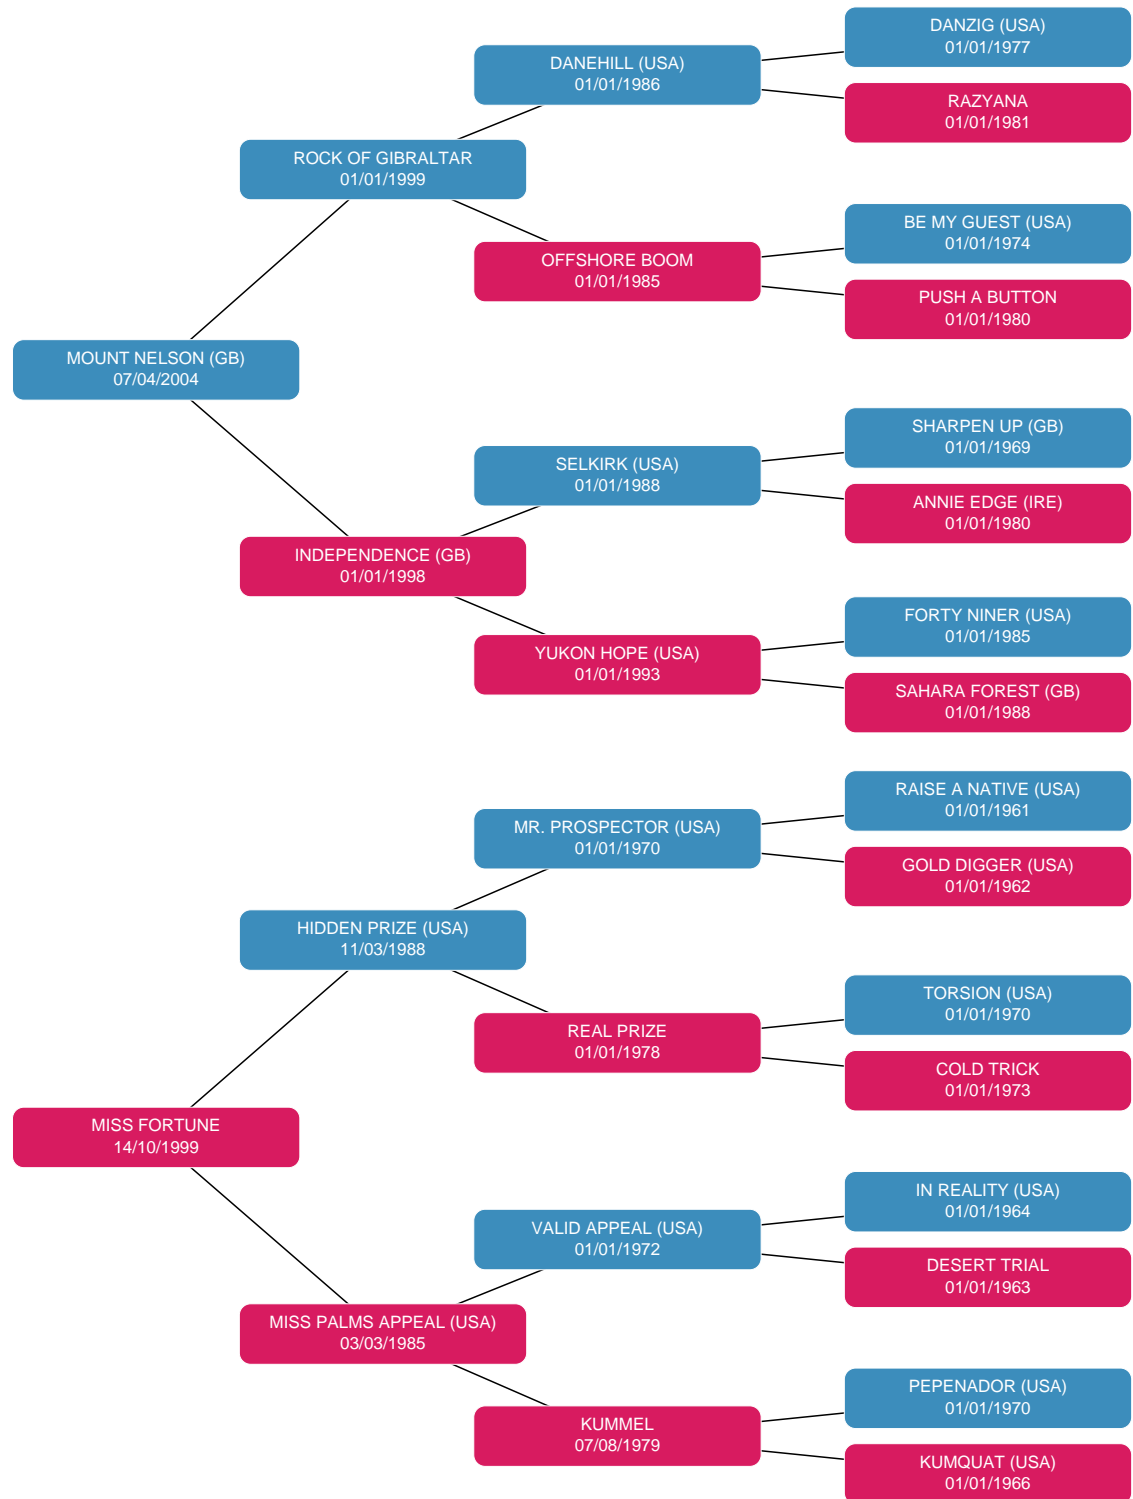 DANZIG (USA)
01/01/1977
DANEHILL (USA)
01/01/1986
RAZYANA
01/01/1981
ROCK OF GIBRALTAR
01/01/1999
BE MY GUEST (USA)
01/01/1974
OFFSHORE BOOM
01/01/1985
PUSH A BUTTON
01/01/1980
MOUNT NELSON (GB)
07/04/2004
SHARPEN UP (GB)
01/01/1969
SELKIRK (USA)
01/01/1988
ANNIE EDGE (IRE)
01/01/1980
INDEPENDENCE (GB)
01/01/1998
FORTY NINER (USA)
01/01/1985
YUKON HOPE (USA)
01/01/1993
SAHARA FOREST (GB)
01/01/1988
RAISE A NATIVE (USA)
01/01/1961
MR. PROSPECTOR (USA)
01/01/1970
GOLD DIGGER (USA)
01/01/1962
HIDDEN PRIZE (USA)
11/03/1988
TORSION (USA)
01/01/1970
REAL PRIZE
01/01/1978
COLD TRICK
01/01/1973
MISS FORTUNE
14/10/1999
IN REALITY (USA)
01/01/1964
VALID APPEAL (USA)
01/01/1972
DESERT TRIAL
01/01/1963
MISS PALMS APPEAL (USA)
03/03/1985
PEPENADOR (USA)
01/01/1970
KUMMEL
07/08/1979
KUMQUAT (USA)
01/01/1966